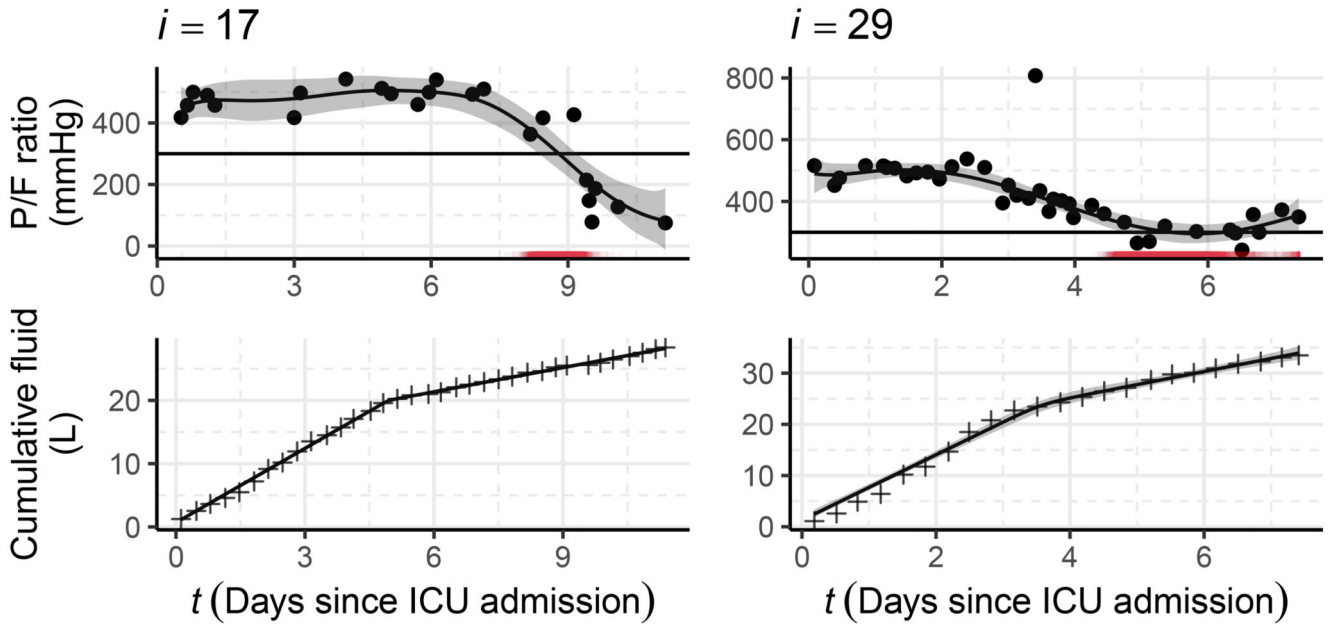 i = 17
i = 29
P/F ratio
(mmHg)
400
200
0
0 3 6 9
800
600
400
0 2 4 6
Cumulative fluid
(L)
20
10
0
0 3 6 9
30
20
10
0
0 2 4 6
t (Days since ICU admission)
t (Days since ICU admission)